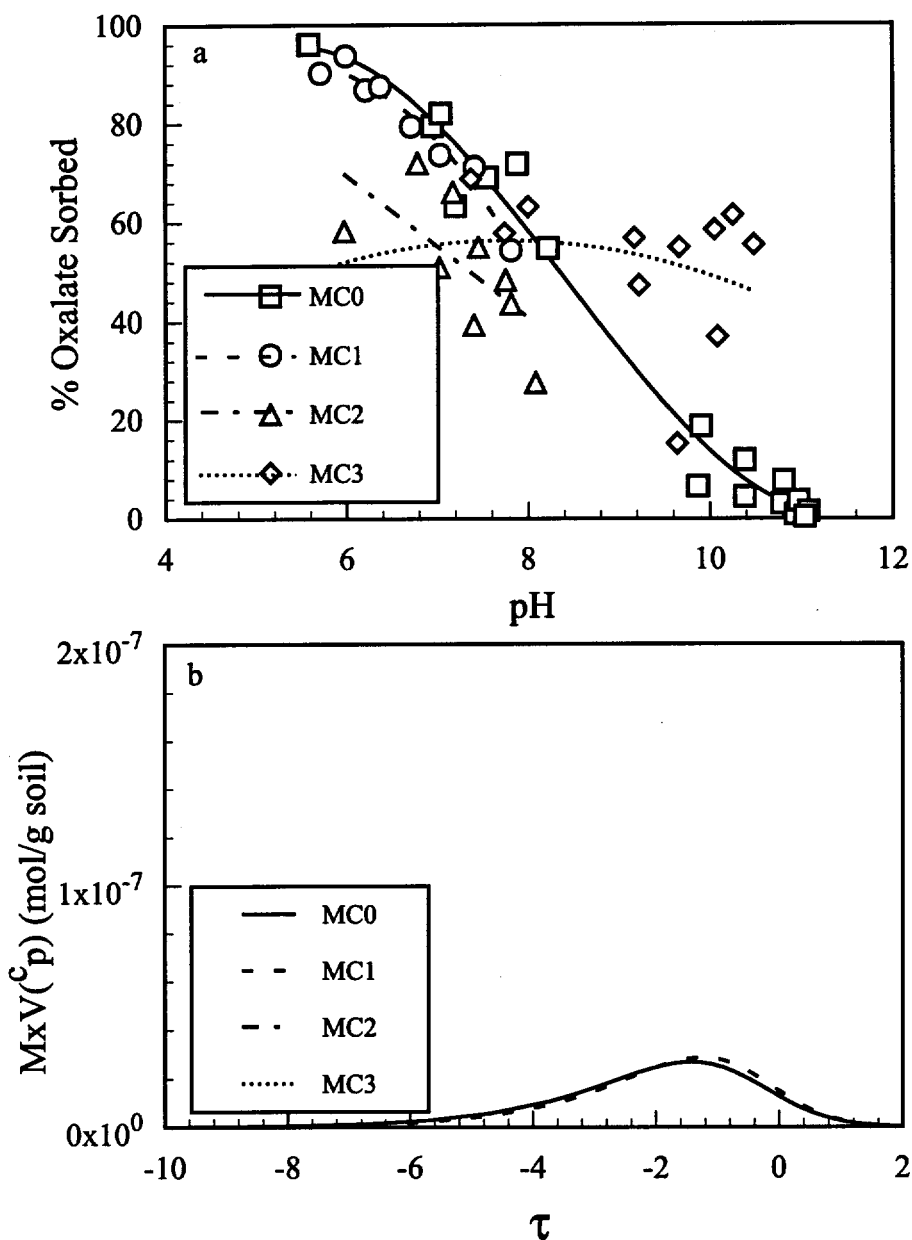 100
80
60
40
20
0
% Oxalate Sorbed
a
MC0
MC1
MC2
MC3
4 6 8 10 12
pH
2x10⁻⁷
1x10⁻⁷
0x10⁰
MxV(ᶜp) (mol/g soil)
b
MC0
MC1
MC2
MC3
-10 -8 -6 -4 -2 0 2
τ